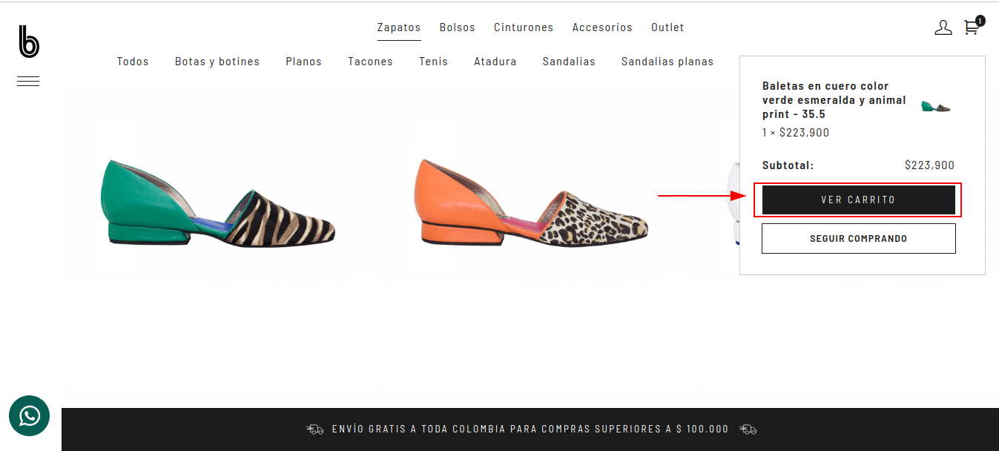 b
Zapatos Bolsos Cinturones Accesorios Outlet
1
Todos Botas y botines Planos Tacones Tenis Atadura Sandalias Sandalias planas
Baletas en cuero color
verde esmeralda y animal
print - 35.5
1 × $223,900
Subtotal: $223,900
VER CARRITO
SEGUIR COMPRANDO
ENVÍO GRATIS A TODA COLOMBIA PARA COMPRAS SUPERIORES A $ 100.000